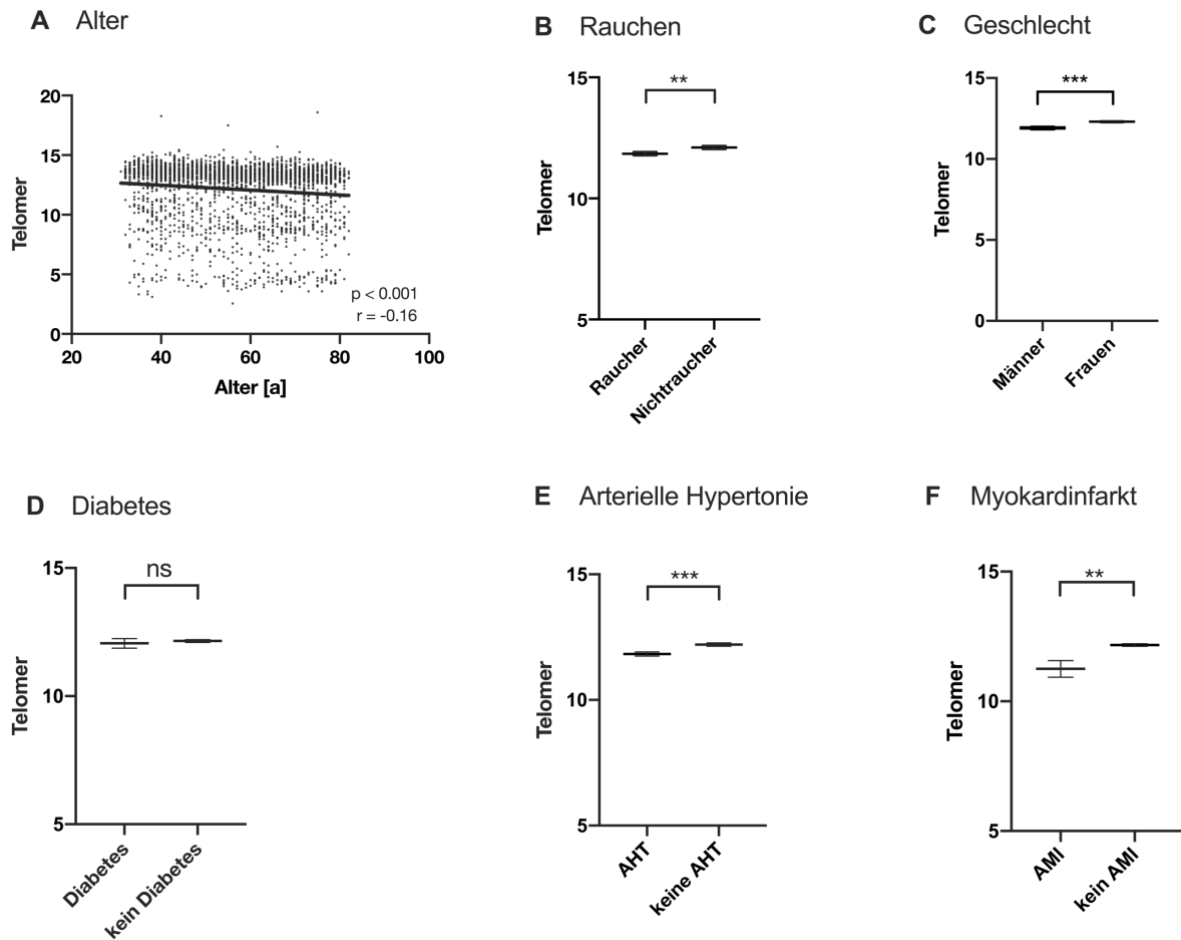 A Alter
20
15
10
5
0
Telomer
20 40 60 80 100
Alter [a]
p < 0.001
r = -0.16
B Rauchen
**
15
10
5
Telomer
Raucher
Nichtraucher
C Geschlecht
***
15
10
5
0
Telomer
Männer
Frauen
D Diabetes
ns
15
10
5
Telomer
Diabetes
kein Diabetes
E Arterielle Hypertonie
***
15
10
5
Telomer
AHT
keine AHT
F Myokardinfarkt
**
15
10
5
Telomer
AMI
kein AMI